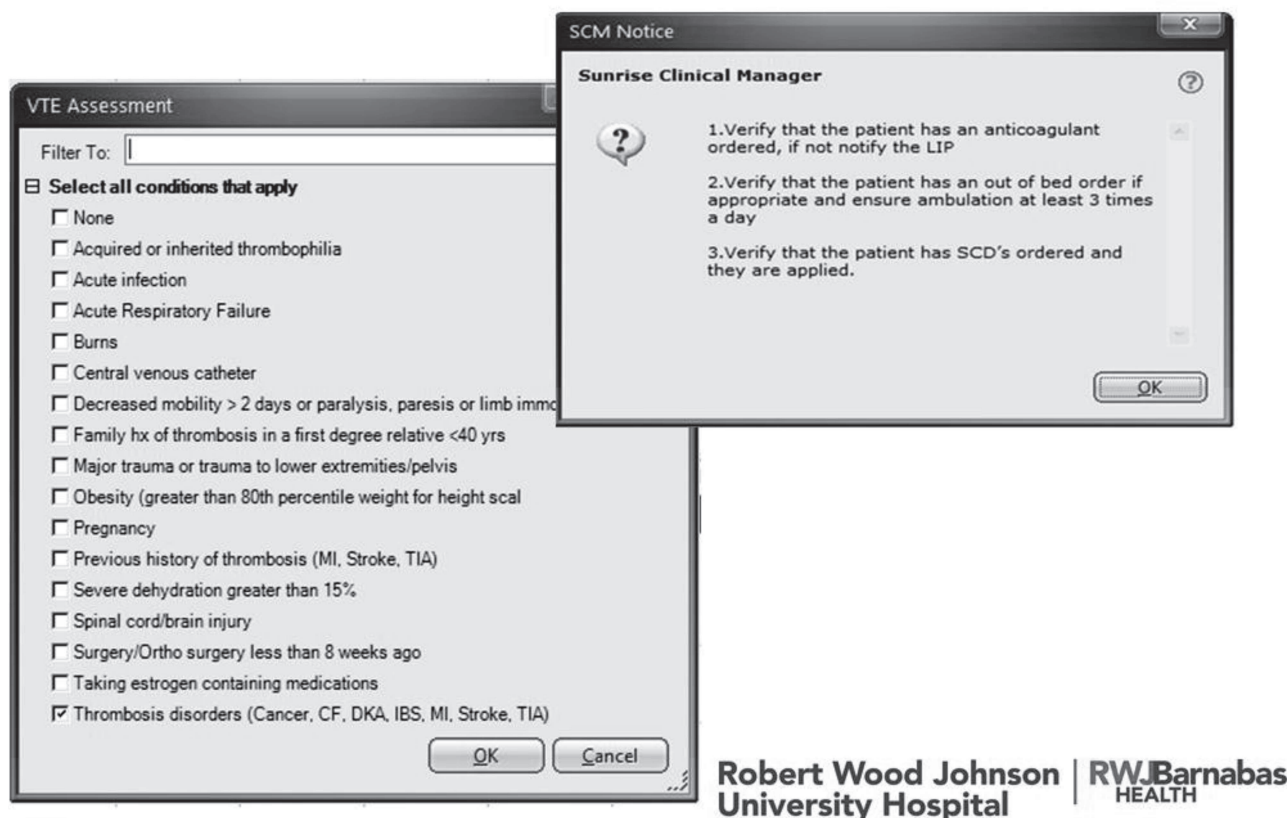 VTE Assessment
Filter To:
Select all conditions that apply
None
Acquired or inherited thrombophilia
Acute infection
Acute Respiratory Failure
Burns
Central venous catheter
Decreased mobility > 2 days or paralysis, paresis or limb immo
Family hx of thrombosis in a first degree relative <40 yrs
Major trauma or trauma to lower extremities/pelvis
Obesity (greater than 80th percentile weight for height scal
Pregnancy
Previous history of thrombosis (MI, Stroke, TIA)
Severe dehydration greater than 15%
Spinal cord/brain injury
Surgery/Ortho surgery less than 8 weeks ago
Taking estrogen containing medications
Thrombosis disorders (Cancer, CF, DKA, IBS, MI, Stroke, TIA)
OK Cancel
SCM Notice
Sunrise Clinical Manager
1.Verify that the patient has an anticoagulant
ordered, if not notify the LIP
2.Verify that the patient has an out of bed order if
appropriate and ensure ambulation at least 3 times
a day
3.Verify that the patient has SCD's ordered and
they are applied.
OK
Robert Wood Johnson
University Hospital
RWJBarnabas
HEALTH